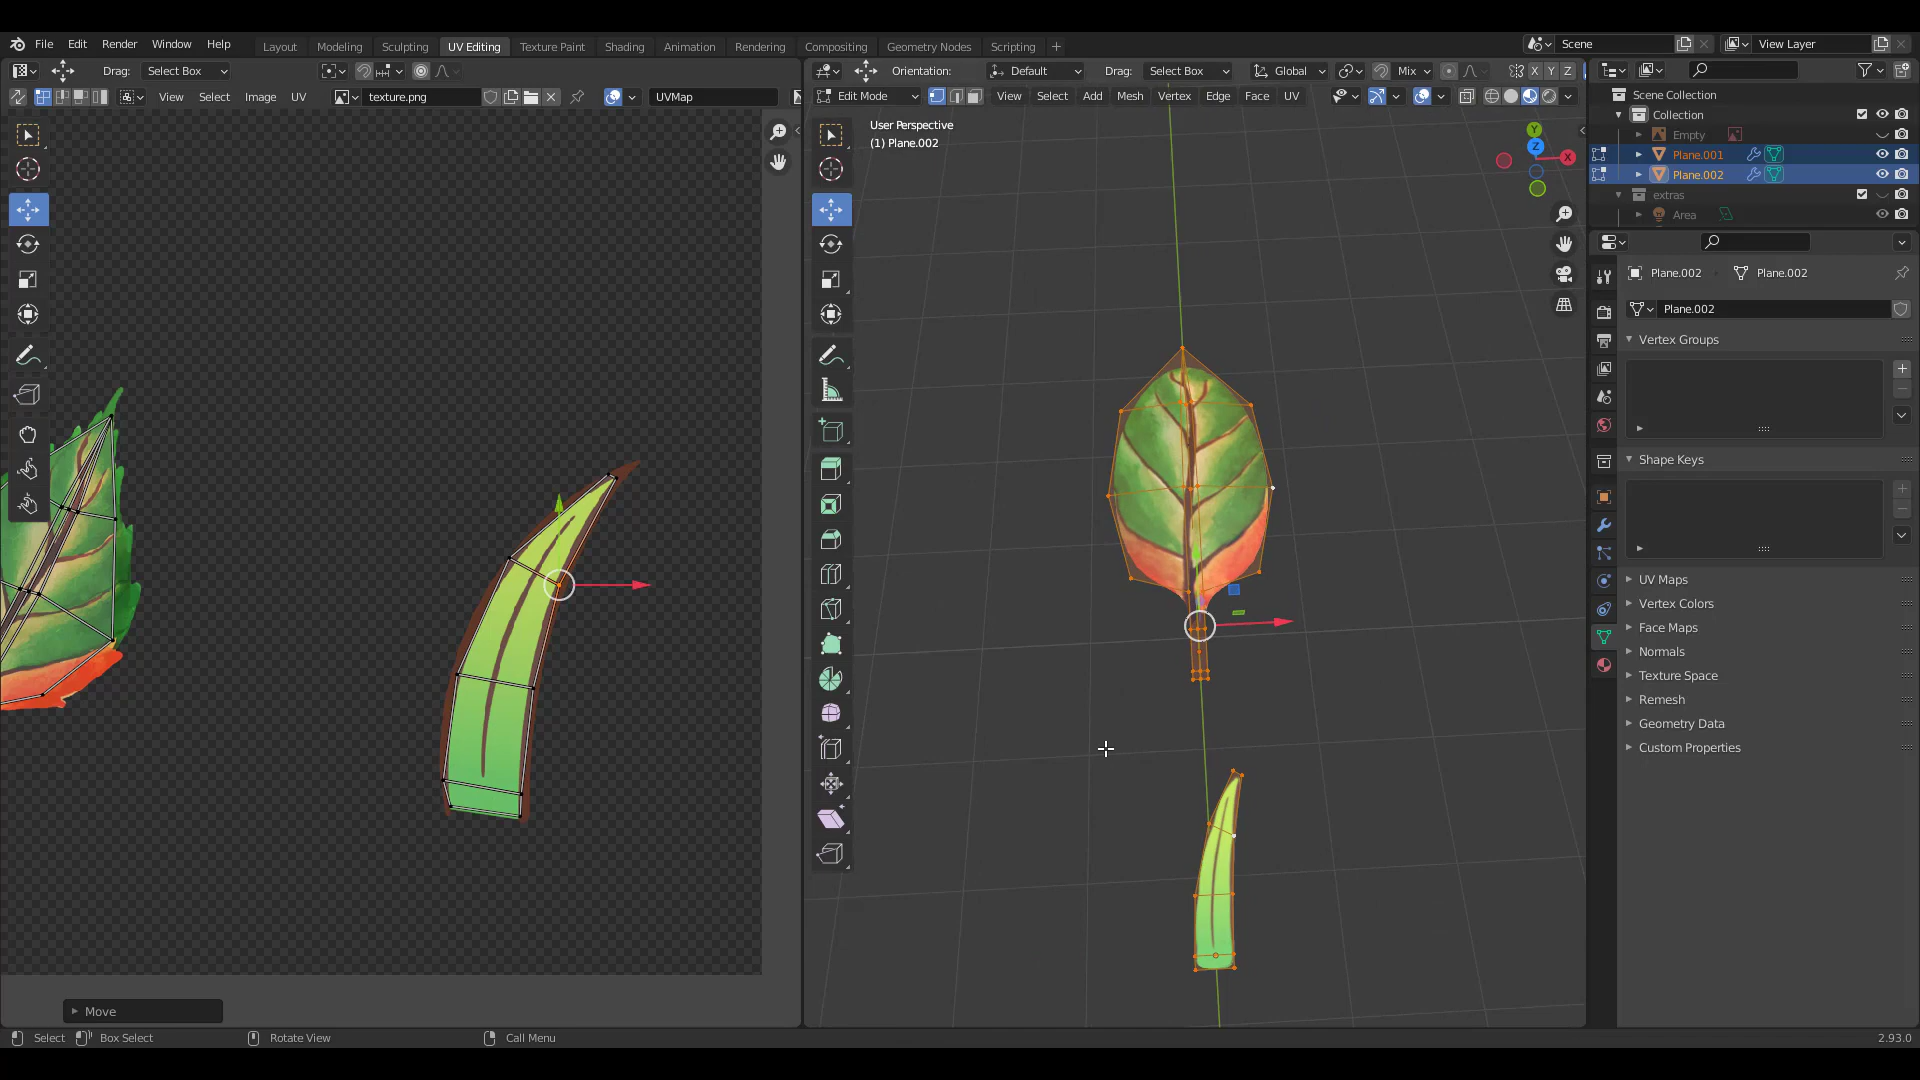 File Edit Render Window Help Layout Modeling Sculpting UV Editing Texture Paint Shading Animation Rendering Compositing Geometry Nodes Scripting + Scene View Layer
Drag: Select Box Orientation: Default Drag: Select Box Global Mix X Y Z
View Select Image UV texture.png UVMap Edit Mode View Select Add Mesh Vertex Edge Face UV
Scene Collection
Collection
Empty
Plane.001
Plane.002
extras
Area
User Perspective
(1) Plane.002
Y
Z
X
Plane.002 Plane.002
Plane.002
Vertex Groups
Shape Keys
UV Maps
Vertex Colors
Face Maps
Normals
Texture Space
Remesh
Geometry Data
Custom Properties
Move
Select Box Select Rotate View Call Menu 2.93.0